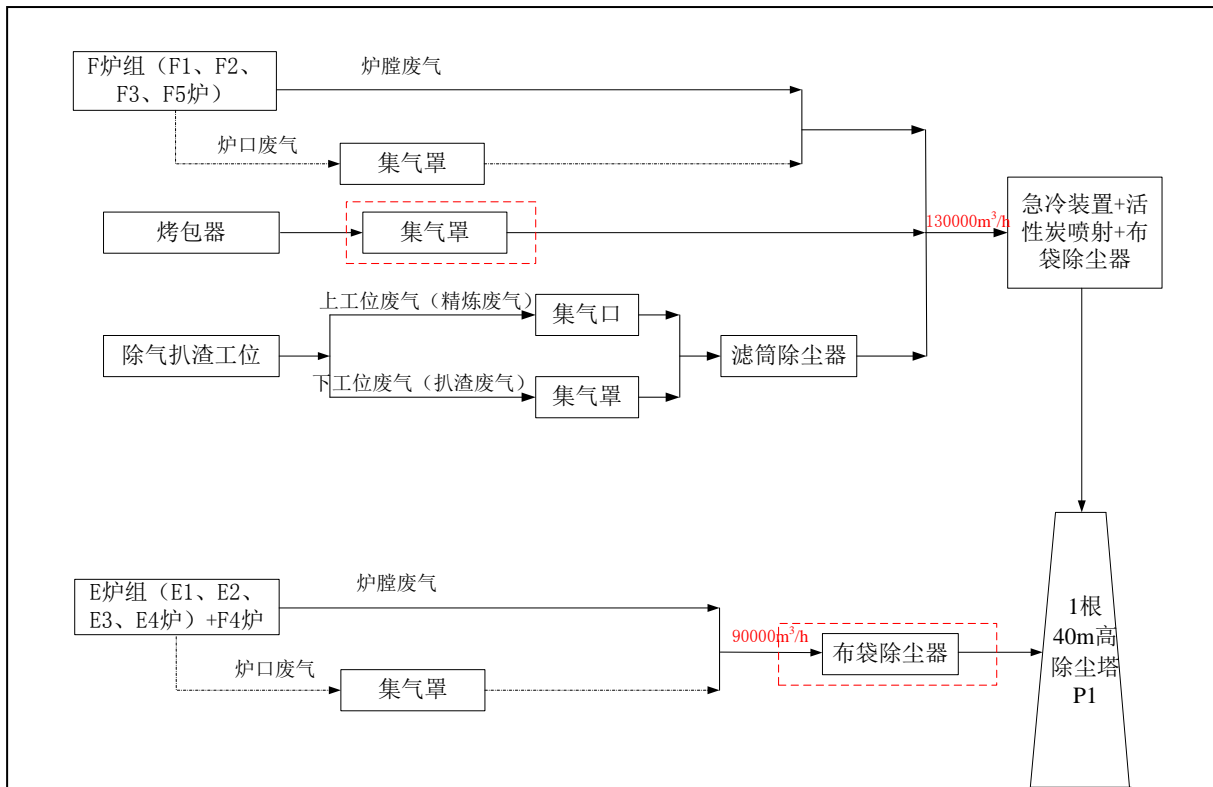 F炉组（F1、F2、
F3、F5炉）
炉膛废气
炉口废气
集气罩
烤包器
集气罩
130000m³/h
急冷装置+活
性炭喷射+布
袋除尘器
除气扒渣工位
上工位废气（精炼废气）
集气口
下工位废气（扒渣废气）
集气罩
滤筒除尘器
E炉组（E1、E2、
E3、E4炉）+F4炉
炉膛废气
炉口废气
集气罩
90000m³/h
布袋除尘器
1根
40m高
除尘塔
P1